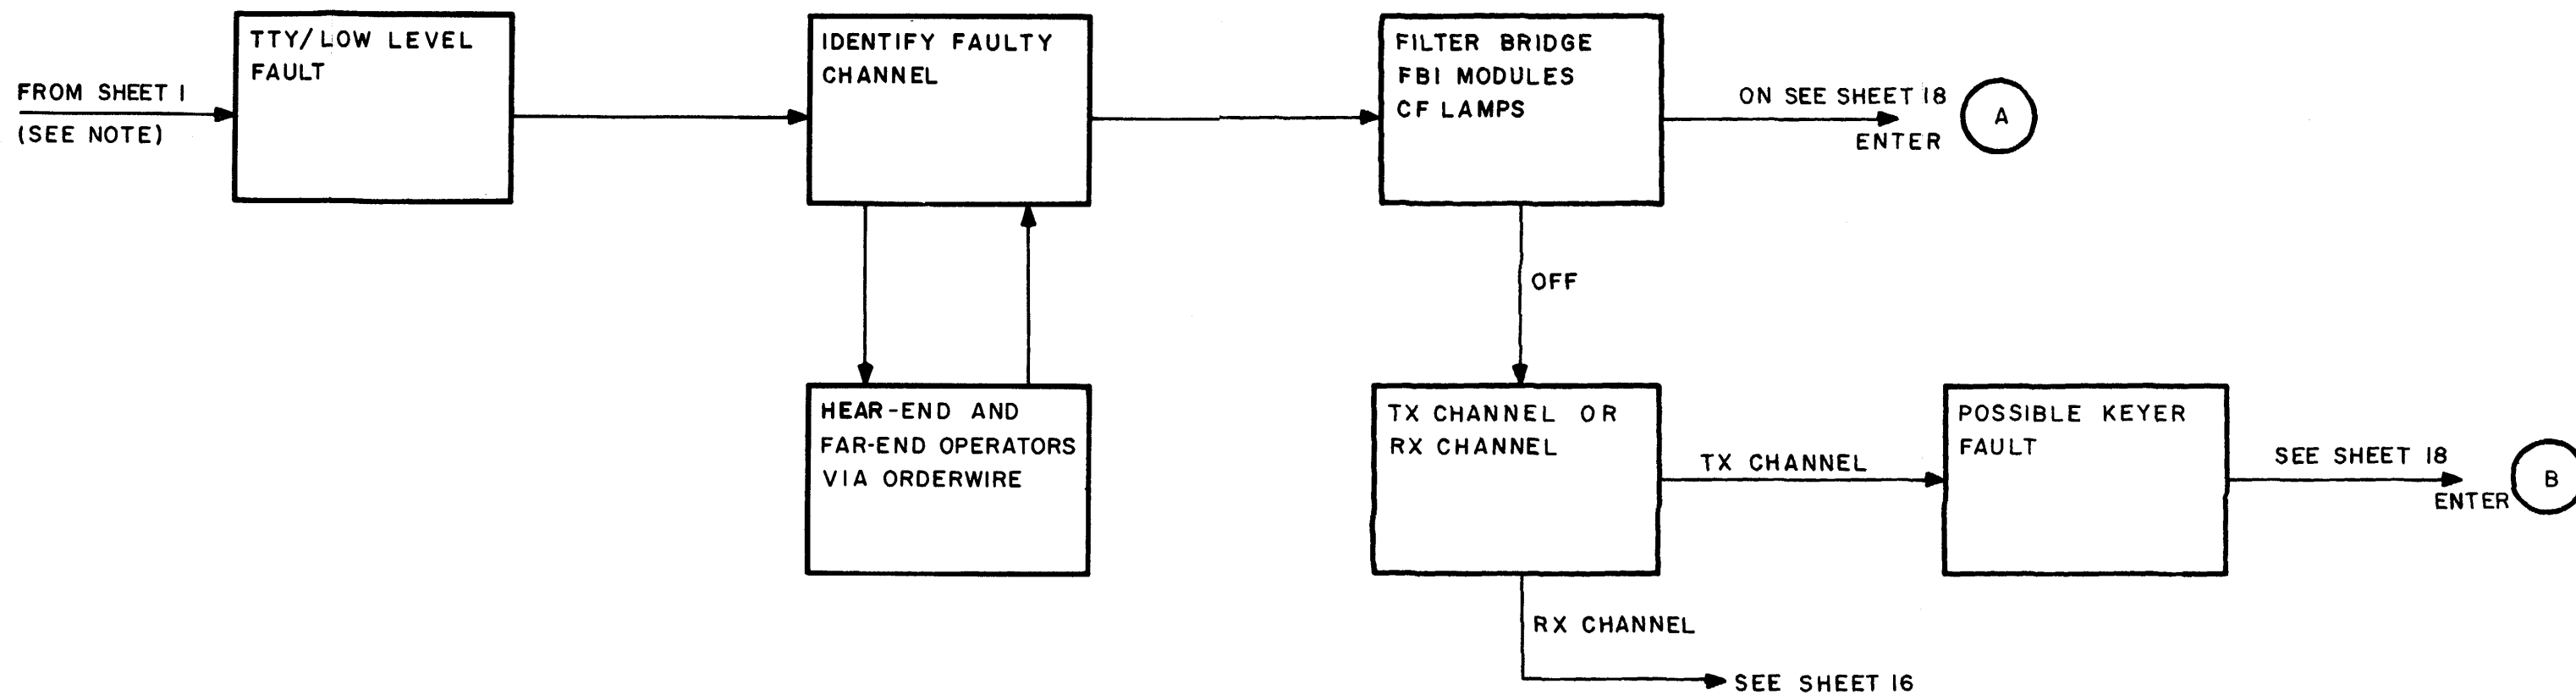 FROM SHEET 1
(SEE NOTE)
TTY/LOW LEVEL
FAULT
IDENTIFY FAULTY
CHANNEL
HEAR-END AND
FAR-END OPERATORS
VIA ORDERWIRE
FILTER BRIDGE
FBI MODULES
CF LAMPS
ON SEE SHEET 18
ENTER
A
OFF
TX CHANNEL OR
RX CHANNEL
TX CHANNEL
POSSIBLE KEYER
FAULT
SEE SHEET 18
ENTER
B
RX CHANNEL
SEE SHEET 16